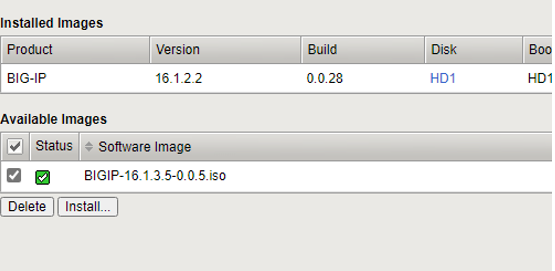 Installed Images
Product Version Build Disk Boo
BIG-IP 16.1.2.2 0.0.28 HD1 HD1
Available Images
Status Software Image
BIGIP-16.1.3.5-0.0.5.iso
Delete Install...